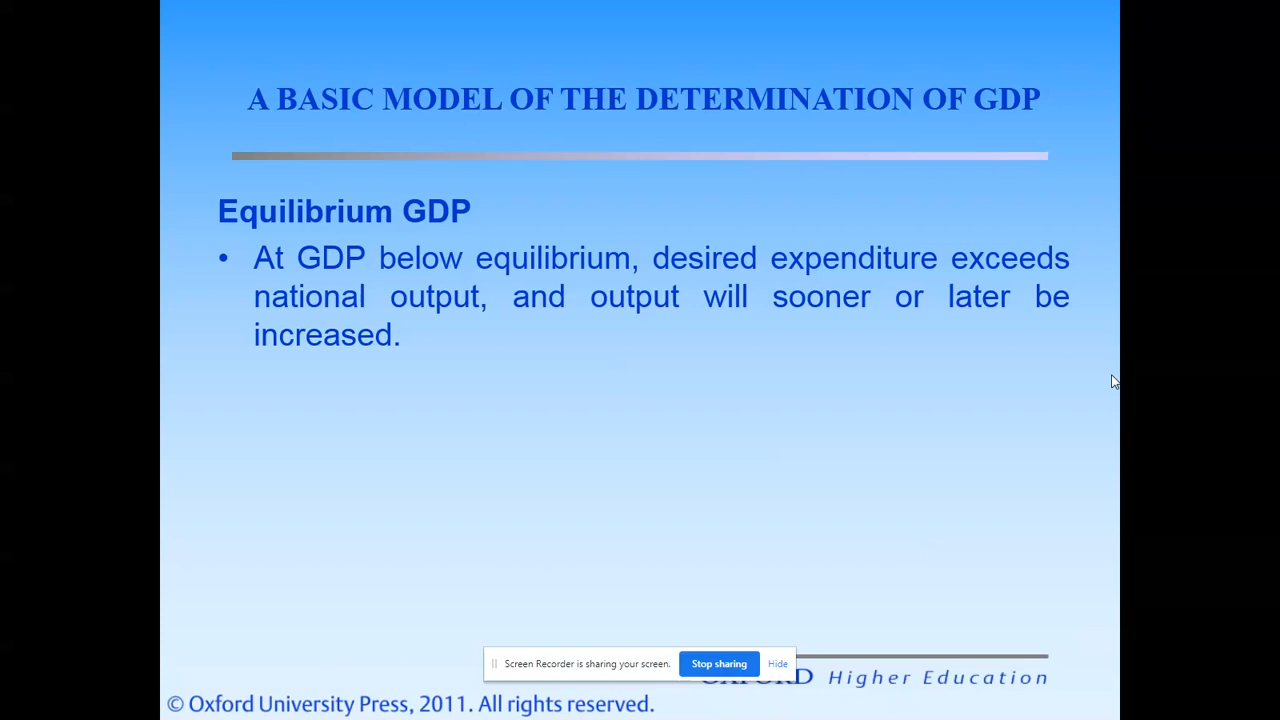 A BASIC MODEL OF THE DETERMINATION OF GDP
Equilibrium GDP
• At GDP below equilibrium, desired expenditure exceeds
national output, and output will sooner or later be
increased.
Screen Recorder is sharing your screen. Stop sharing Hide
Higher Education
© Oxford University Press, 2011. All rights reserved.